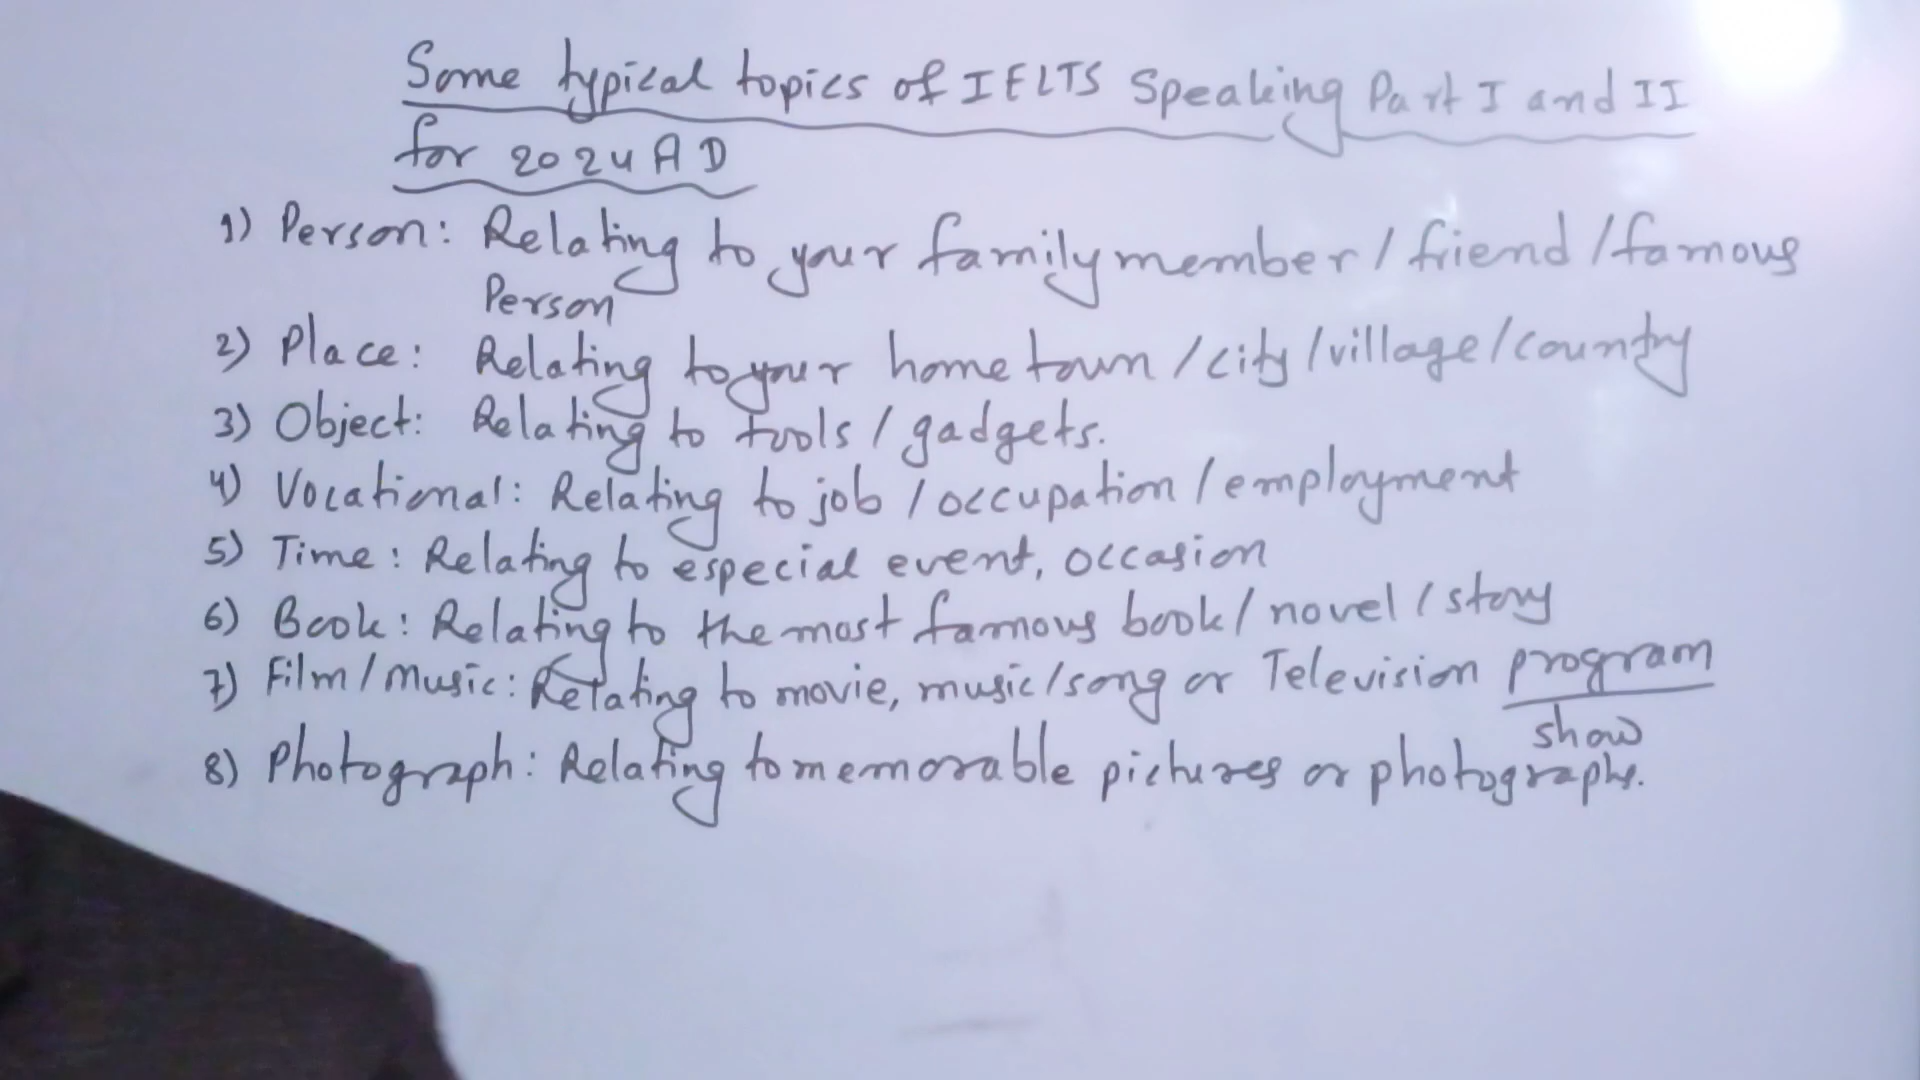 Some typical topics of IELTS Speaking Part I and II
for 2024 AD
1) Person: Relating to your family member / friend / famous
Person
2) Place: Relating to your home town / city / village / country
3) Object: Relating to tools / gadgets.
4) Vocational: Relating to job / occupation / employment
5) Time: Relating to especial event, occasion
6) Book: Relating to the most famous book / novel / story
7) Film / Music: Relating to movie, music / song or Television program
show
8) Photograph: Relating to memorable pictures or photographs.